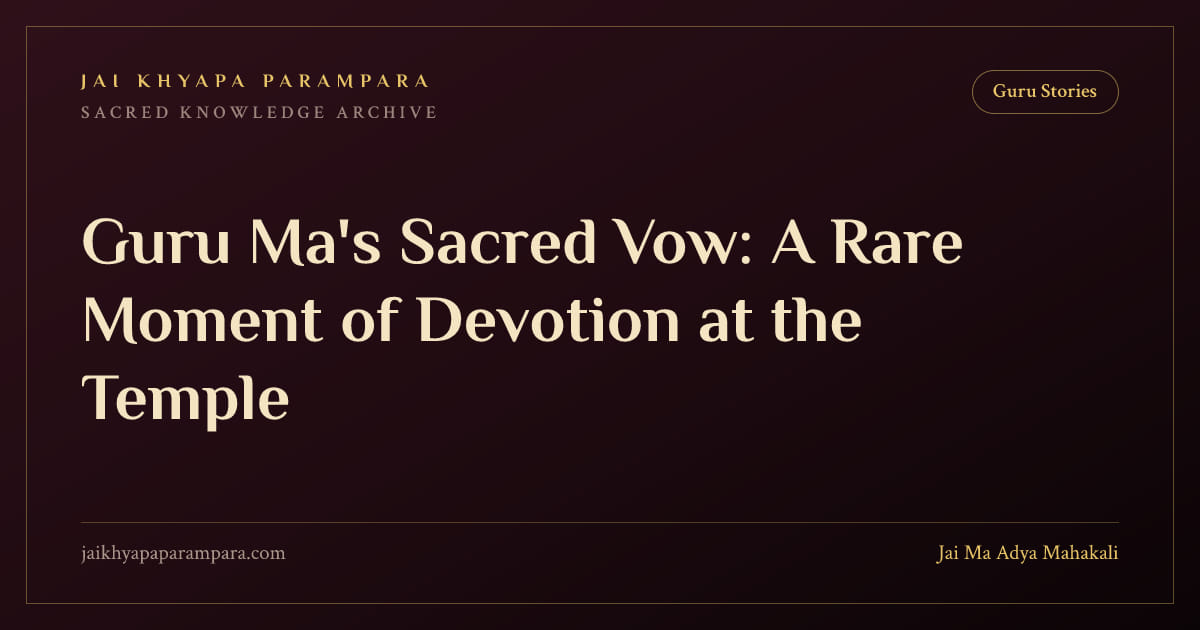 JAI KHYAPA PARAMPARA
SACRED KNOWLEDGE ARCHIVE
Guru Stories
Guru Ma's Sacred Vow: A Rare
Moment of Devotion at the
Temple
jaikhyapaparampara.com
Jai Ma Adya Mahakali